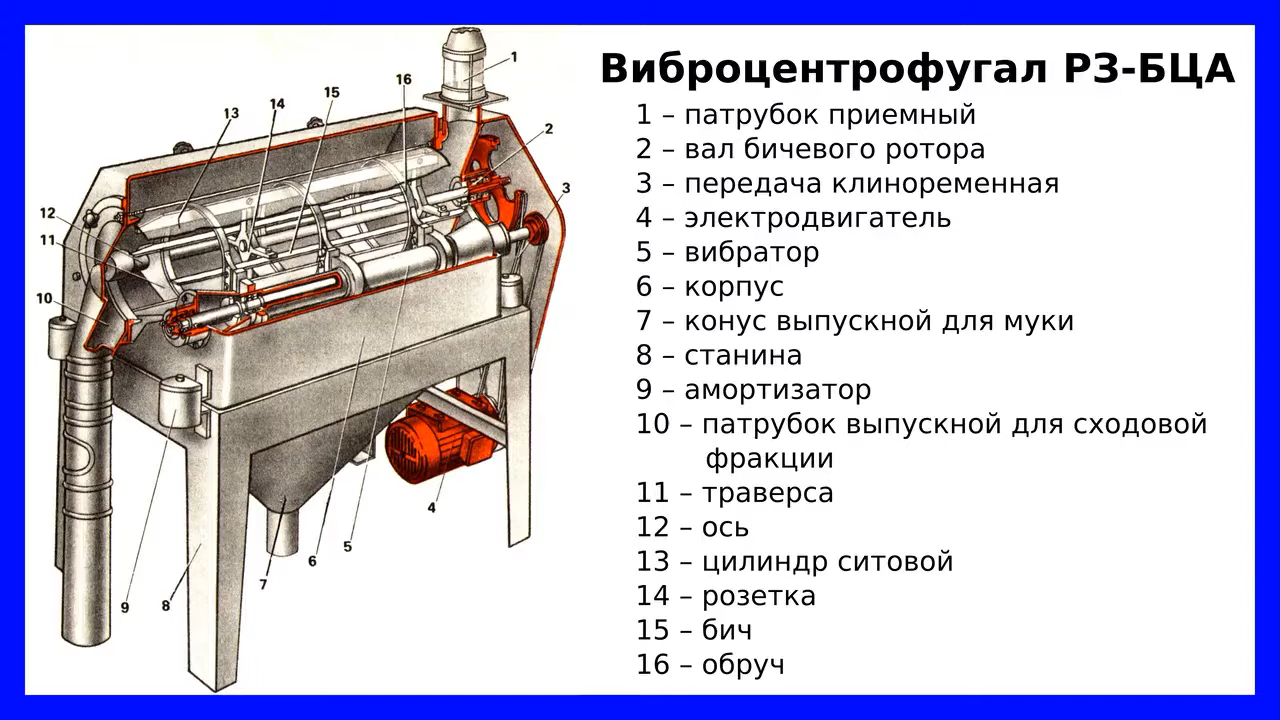 Виброцентрофугал РЗ-БЦА
1 – патрубок приемный
2 – вал бичевого ротора
3 – передача клиноременная
4 – электродвигатель
5 – вибратор
6 – корпус
7 – конус выпускной для муки
8 – станина
9 – амортизатор
10 – патрубок выпускной для сходовой
фракции
11 – траверса
12 – ось
13 – цилиндр ситовой
14 – розетка
15 – бич
16 – обруч
1
16
15
14
13
2
3
12
11
10
4
5
6
7
8
9